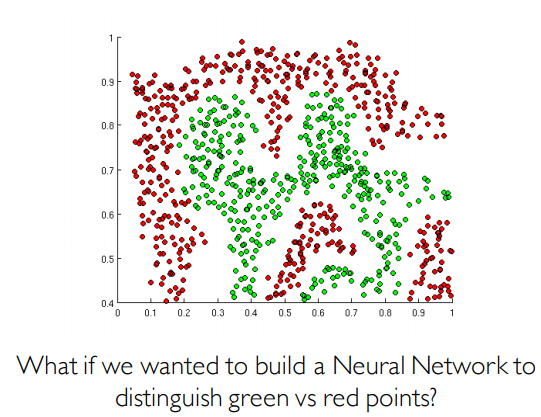 1
0.9
0.8
0.7
0.6
0.5
0.4
0 0.1 0.2 0.3 0.4 0.5 0.6 0.7 0.8 0.9 1
What if we wanted to build a Neural Network to
distinguish green vs red points?